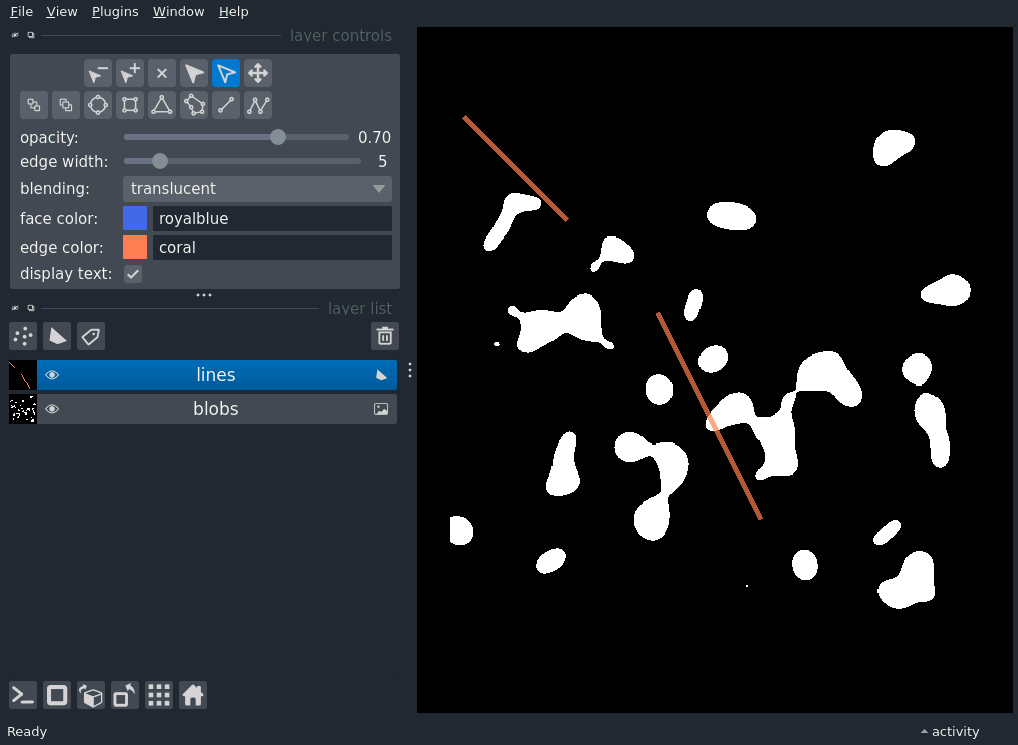 File View Plugins Window Help
layer controls
opacity: 0.70
edge width: 5
blending: translucent
face color: royalblue
edge color: coral
display text:
layer list
lines
blobs
Ready activity